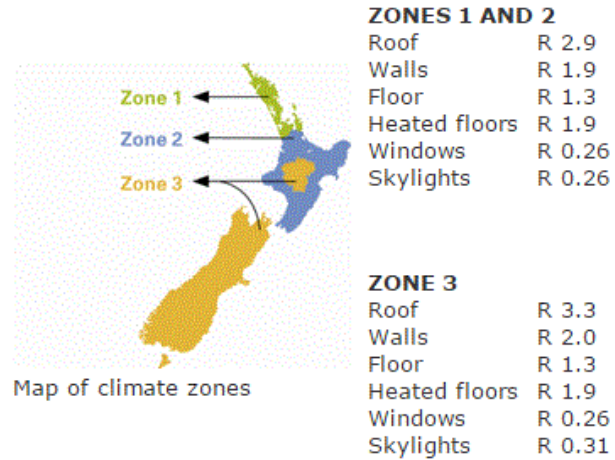 ZONES 1 AND 2
Roof R 2.9
Walls R 1.9
Floor R 1.3
Heated floors R 1.9
Windows R 0.26
Skylights R 0.26
Zone 1
Zone 2
Zone 3
Map of climate zones
ZONE 3
Roof R 3.3
Walls R 2.0
Floor R 1.3
Heated floors R 1.9
Windows R 0.26
Skylights R 0.31